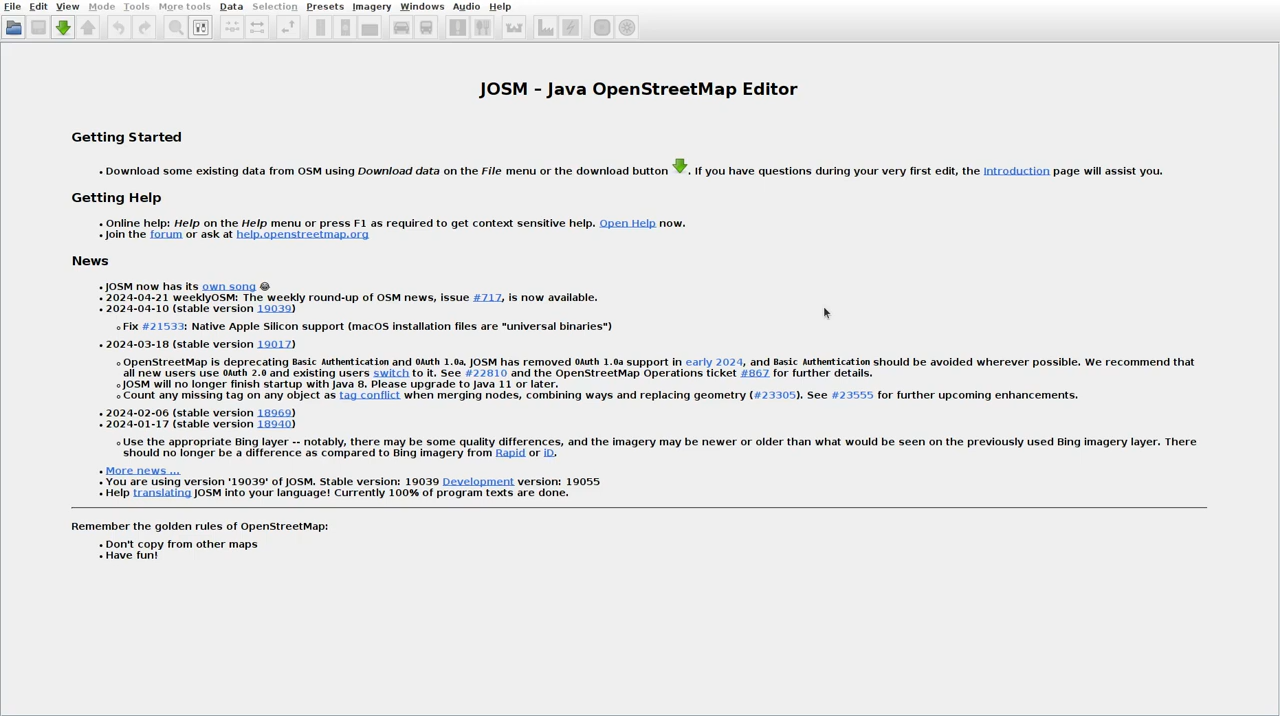 File Edit View Mode Tools More tools Data Selection Presets Imagery Windows Audio Help
JOSM – Java OpenStreetMap Editor
Getting Started
• Download some existing data from OSM using Download data on the File menu or the download button . If you have questions during your very first edit, the Introduction page will assist you.
Getting Help
• Online help: Help on the Help menu or press F1 as required to get context sensitive help. Open Help now.
• Join the forum or ask at help.openstreetmap.org
News
• JOSM now has its own song 😂
• 2024-04-21 weeklyOSM: The weekly round-up of OSM news, issue #717, is now available.
• 2024-04-10 (stable version 19039)
◦ Fix #21533: Native Apple Silicon support (macOS installation files are "universal binaries")
• 2024-03-18 (stable version 19017)
◦ OpenStreetMap is deprecating Basic Authentication and OAuth 1.0a. JOSM has removed OAuth 1.0a support in early 2024, and Basic Authentication should be avoided wherever possible. We recommend that
all new users use OAuth 2.0 and existing users switch to it. See #22810 and the OpenStreetMap Operations ticket #867 for further details.
◦ JOSM will no longer finish startup with Java 8. Please upgrade to Java 11 or later.
◦ Count any missing tag on any object as tag conflict when merging nodes, combining ways and replacing geometry (#23305). See #23555 for further upcoming enhancements.
• 2024-02-06 (stable version 18969)
• 2024-01-17 (stable version 18940)
◦ Use the appropriate Bing layer -- notably, there may be some quality differences, and the imagery may be newer or older than what would be seen on the previously used Bing imagery layer. There
should no longer be a difference as compared to Bing imagery from Rapid or iD.
• More news ...
• You are using version '19039' of JOSM. Stable version: 19039 Development version: 19055
• Help translating JOSM into your language! Currently 100% of program texts are done.
Remember the golden rules of OpenStreetMap:
• Don't copy from other maps
• Have fun!